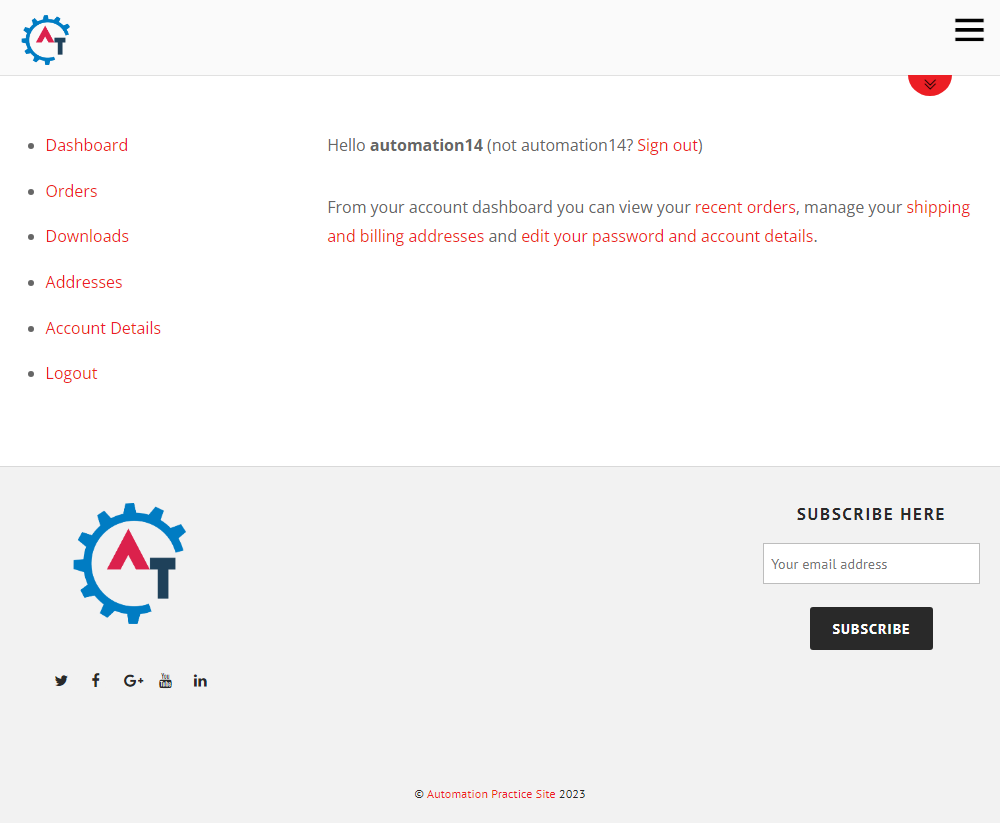 AT
Dashboard
Orders
Downloads
Addresses
Account Details
Logout
Hello automation14 (not automation14? Sign out)
From your account dashboard you can view your recent orders, manage your shipping
and billing addresses and edit your password and account details.
AT
SUBSCRIBE HERE
Your email address
SUBSCRIBE
G+
You
Tube
in
© Automation Practice Site 2023